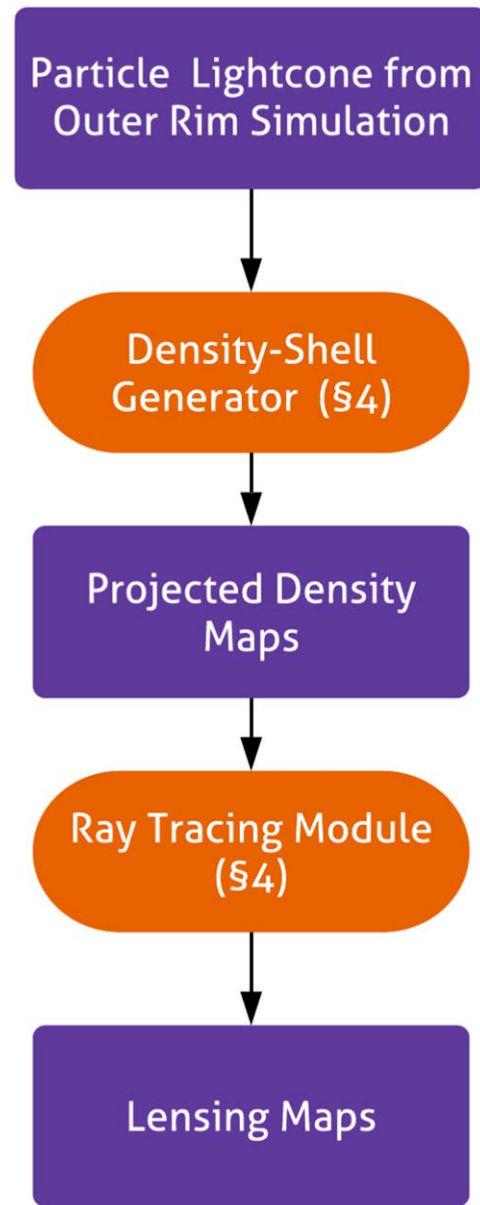 Particle Lightcone from
Outer Rim Simulation
Density-Shell
Generator (§4)
Projected Density
Maps
Ray Tracing Module
(§4)
Lensing Maps